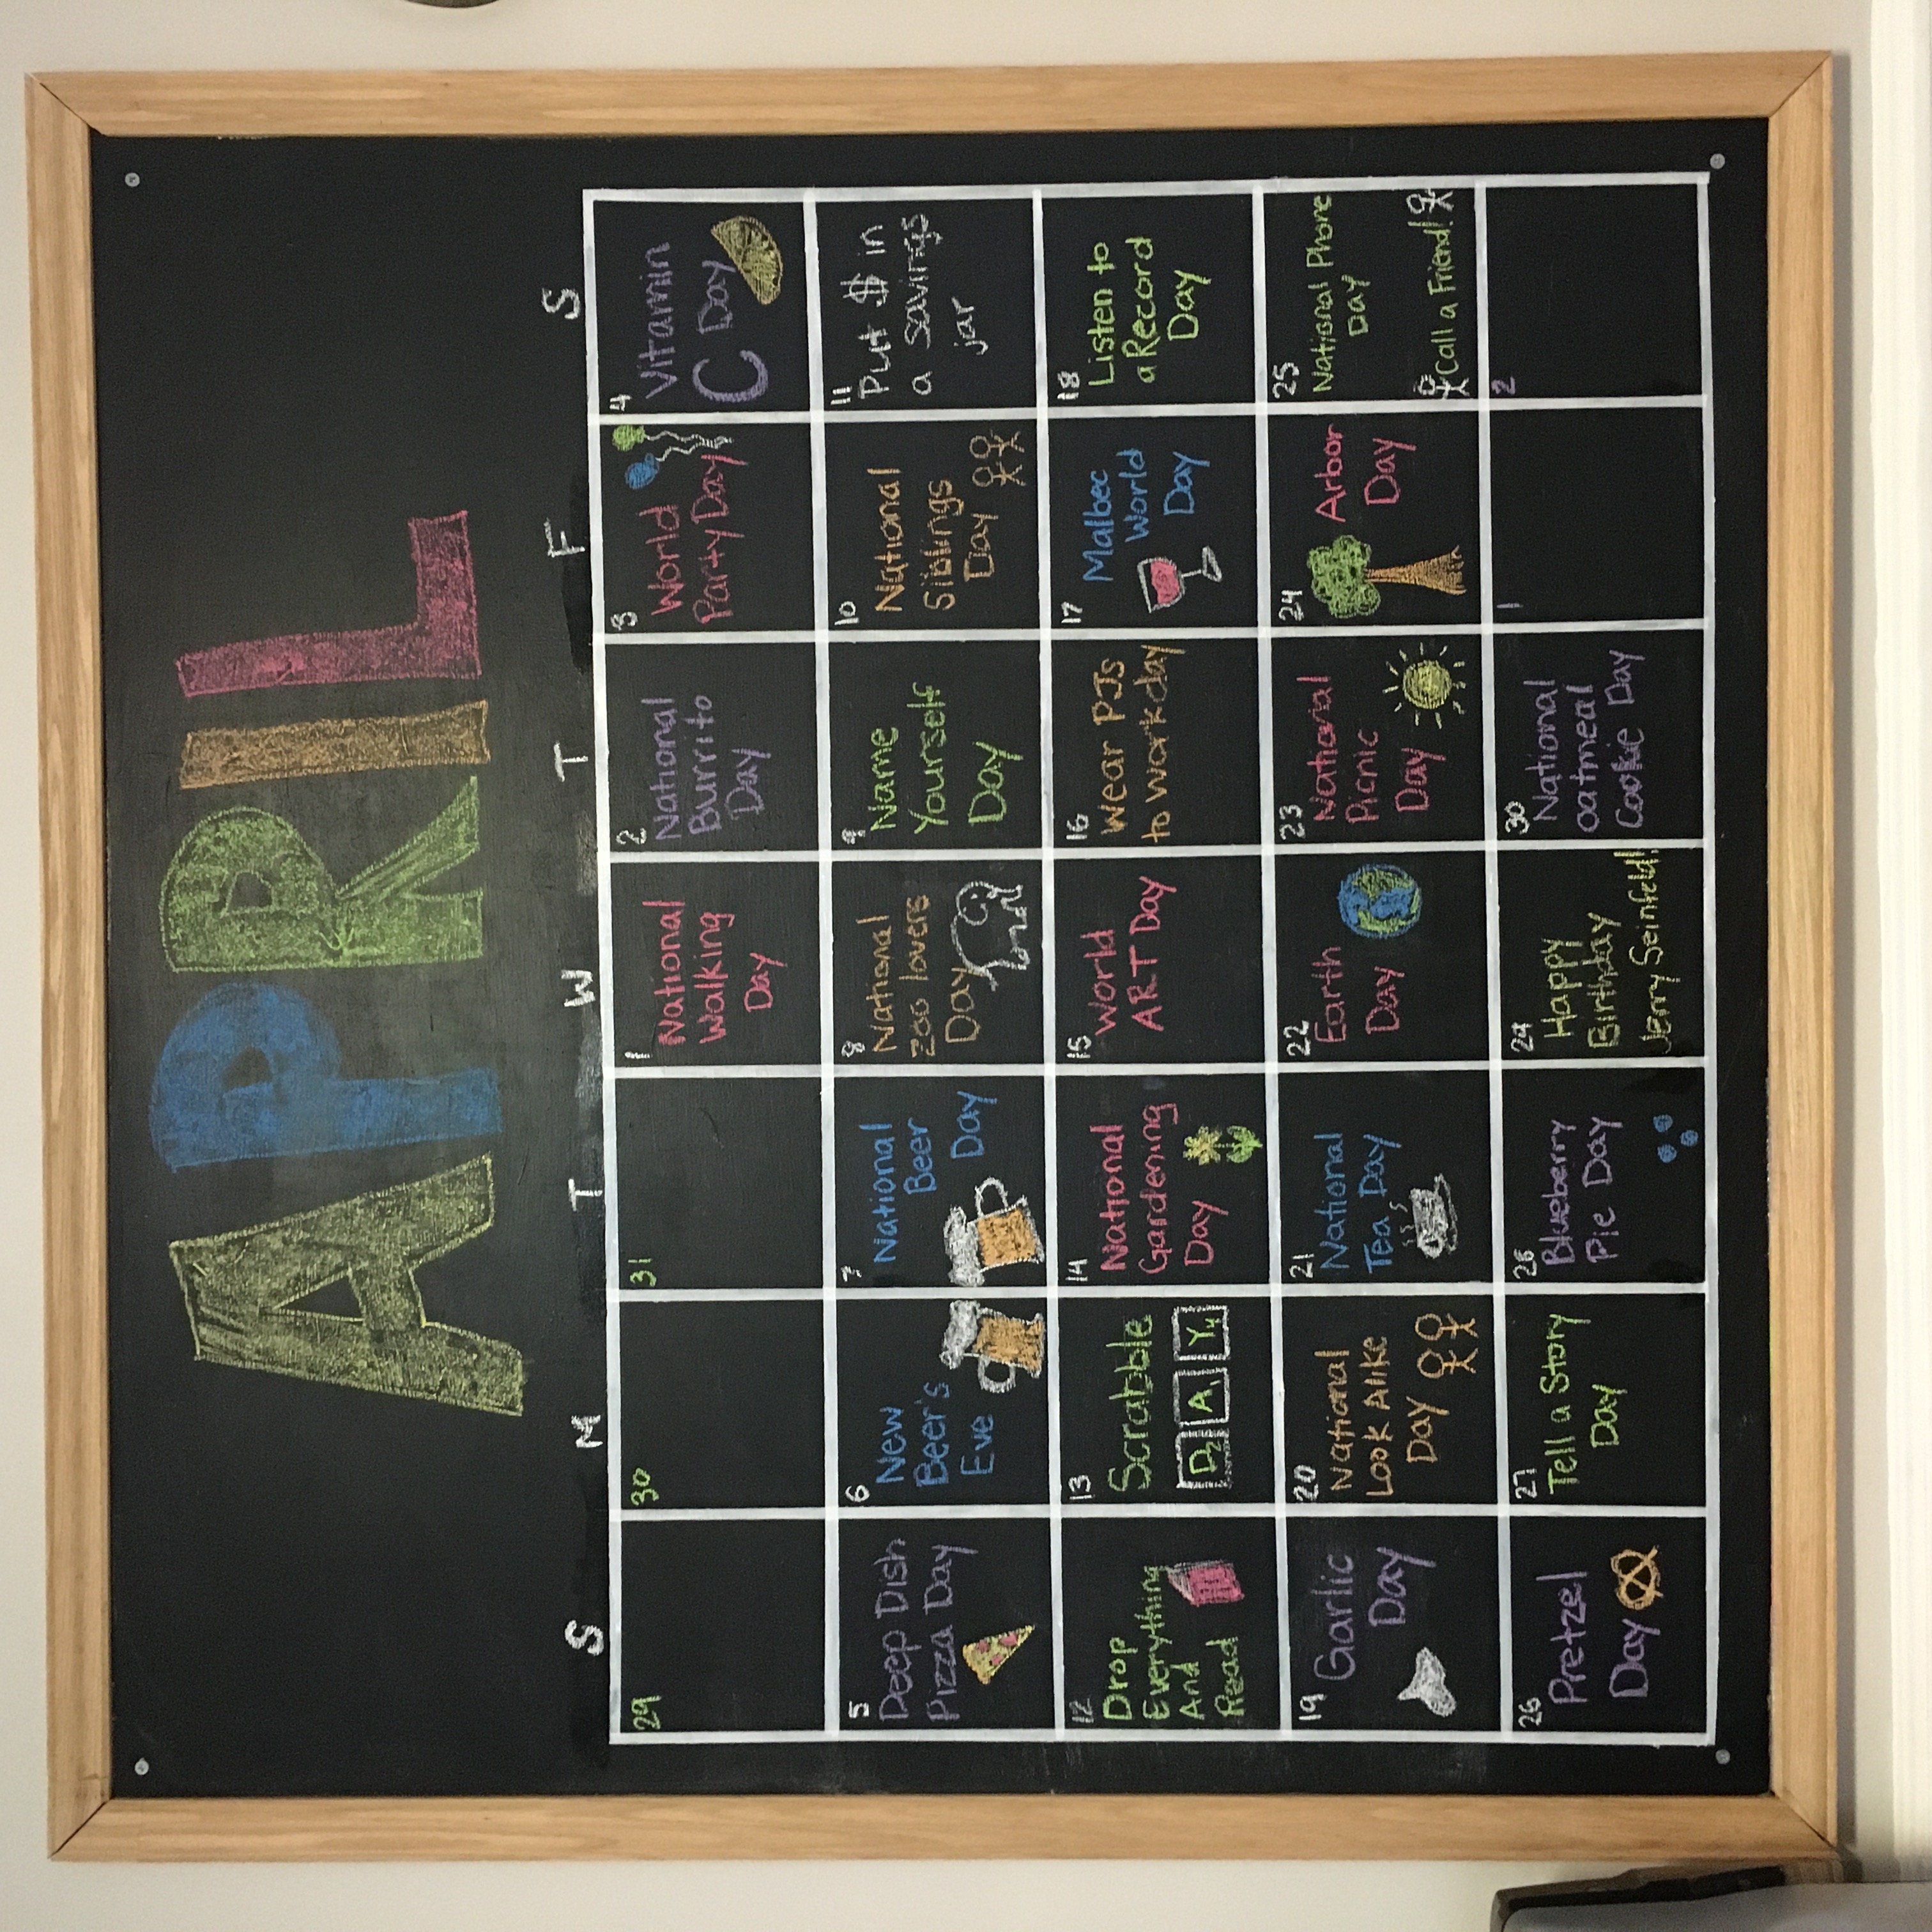 APRIL
S M T W T F S
29
30
31
1
National
Walking
Day
2
National
Burrito
Day
3
World
Party Day
4
Vitamin
C Day
5
Deep Dish
Pizza Day
6
New
Beer's
Eve
7
National
Beer
Day
8
National
zoo lovers
Day
9
Name
Yourself
Day
10
National
Siblings
Day
11
Put $ in
a savings
jar
12
Drop
Everything
And
Read
13
Scrabble
D2 A1 Y4
14
National
Gardening
Day
15
World
ART Day
16
Wear PJs
to work day
17
Malbec
World
Day
18
Listen to
a Record
Day
19
Garlic
Day
20
National
Look Alike
Day
21
National
Tea Day
22
Earth
Day
23
National
Picnic
Day
24
Arbor
Day
25
National Phone
Day
Call a Friend!
26
Pretzel
Day
27
Tell a Story
Day
28
Blueberry
Pie Day
29
Happy
Birthday
Jerry Seinfeld!
30
National
oatmeal
Cookie Day
1
2